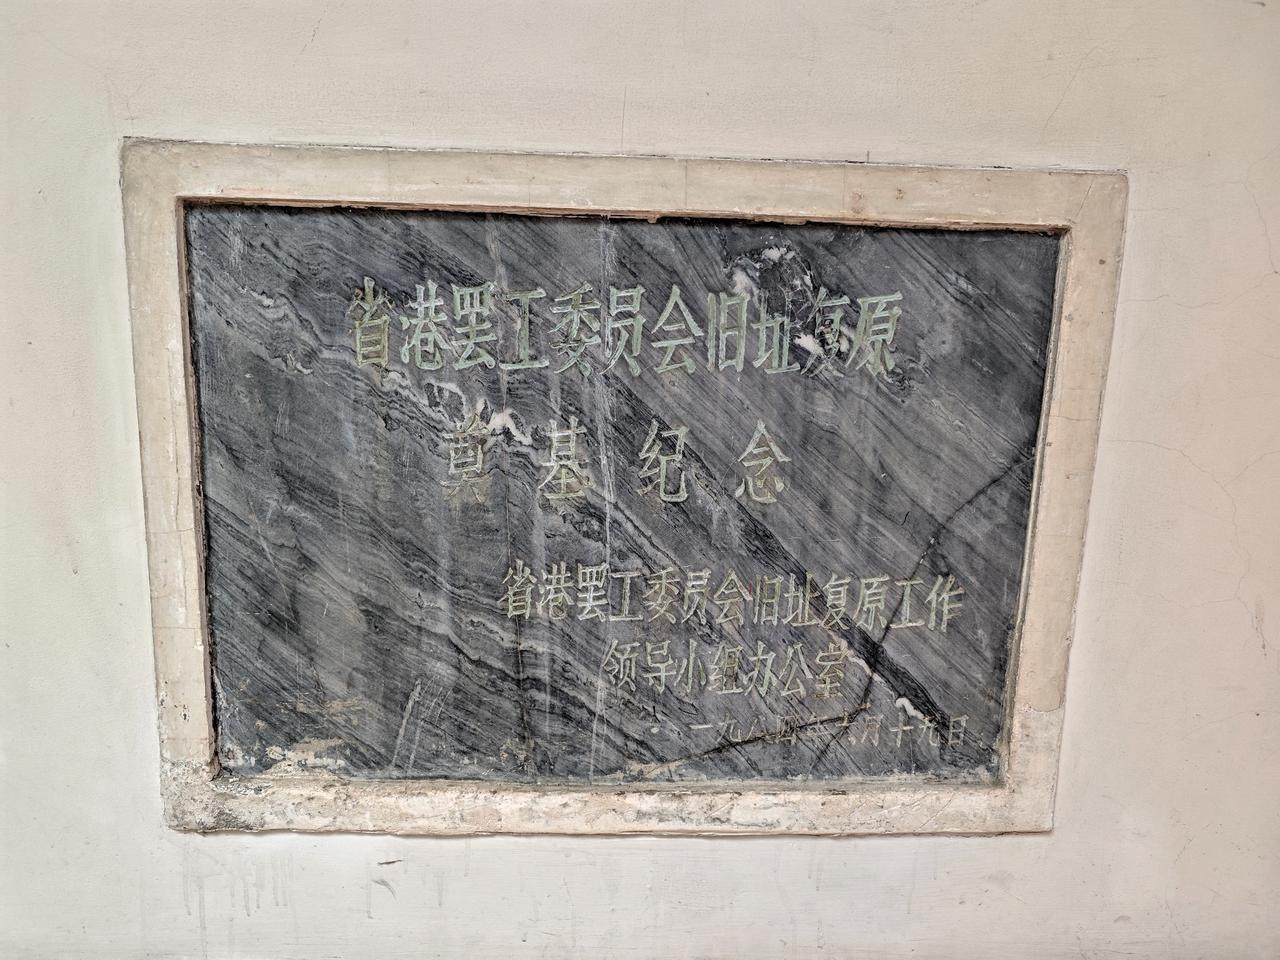 省港罢工委员会旧址复原
奠基纪念
省港罢工委员会旧址复原工作
领导小组办公室
一九八四年六月十九日